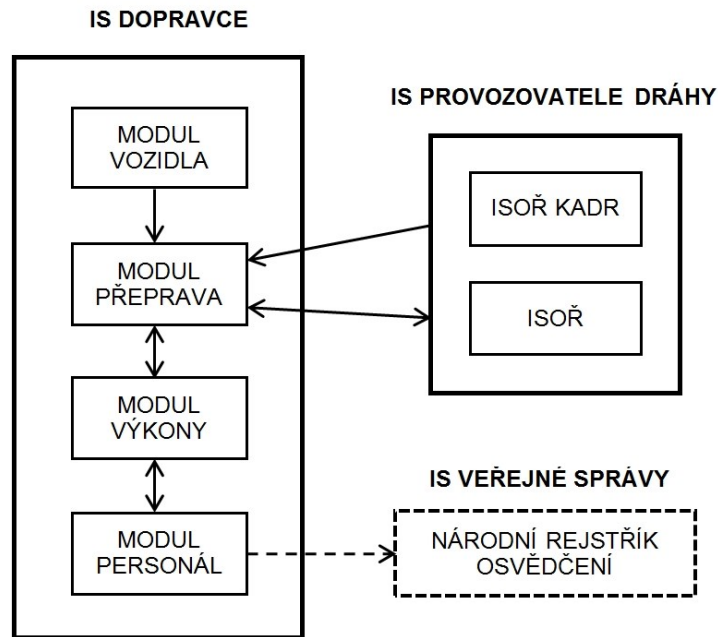 IS DOPRAVCE
MODUL
VOZIDLA
MODUL
PŘEPRAVA
MODUL
VÝKONY
MODUL
PERSONÁL
IS PROVOZOVATELE DRÁHY
ISOŘ KADR
ISOŘ
IS VEŘEJNÉ SPRÁVY
NÁRODNÍ REJSTŘÍK
OSVĚDČENÍ